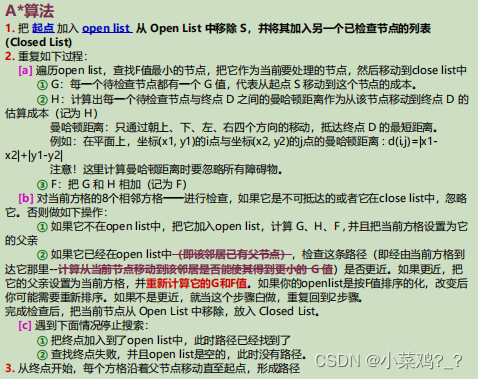 A*算法
1. 把 起点 加入 open list 从 Open List 中移除 S，并将其加入另一个已检查节点的列表
(Closed List)
2. 重复如下过程：
[a] 遍历open list，查找F值最小的节点，把它作为当前要处理的节点，然后移动到close list中
① G：每一个待检查节点都有一个 G 值，代表从起点 S 移动到这个节点的成本。
② H：计算出每一个待检查节点与终点 D 之间的曼哈顿距离作为从该节点移动到终点 D 的
估算成本（记为 H）
曼哈顿距离：只通过朝上、下、左、右四个方向的移动，抵达终点 D 的最短距离。
例如：在平面上，坐标(x1, y1)的i点与坐标(x2, y2)的j点的曼哈顿距离 : d(i,j)=|x1-
x2|+|y1-y2|
注意！这里计算曼哈顿距离时要忽略所有障碍物。
③ F：把 G 和 H 相加（记为 F）
[b] 对当前方格的8个相邻方格一一进行检查，如果它是不可抵达的或者它在close list中，忽略
它。否则做如下操作：
① 如果它不在open list中，把它加入open list，计算 G、H、F , 并且把当前方格设置为它
的父亲
② 如果它已经在open list中（即该邻居已有父节点），检查这条路径（即经由当前方格到
达它那里--计算从当前节点移动到该邻居是否能使其得到更小的 G 值）是否更近。如果更近，把
它的父亲设置为当前方格，并重新计算它的G和F值。如果你的openlist是按F值排序的化，改变后
你可能需要重新排序。如果不是更近，就当这个步骤白做，重复回到2步骤。
完成检查后，把当前节点从 Open List 中移除，放入 Closed List。
[c] 遇到下面情况停止搜索：
① 把终点加入到了open list中，此时路径已经找到了
② 查找终点失败，并且open list是空的，此时没有路径。
3. 从终点开始，每个方格沿着父节点移动直至起点，形成路径
CSDN @小菜鸡?_?